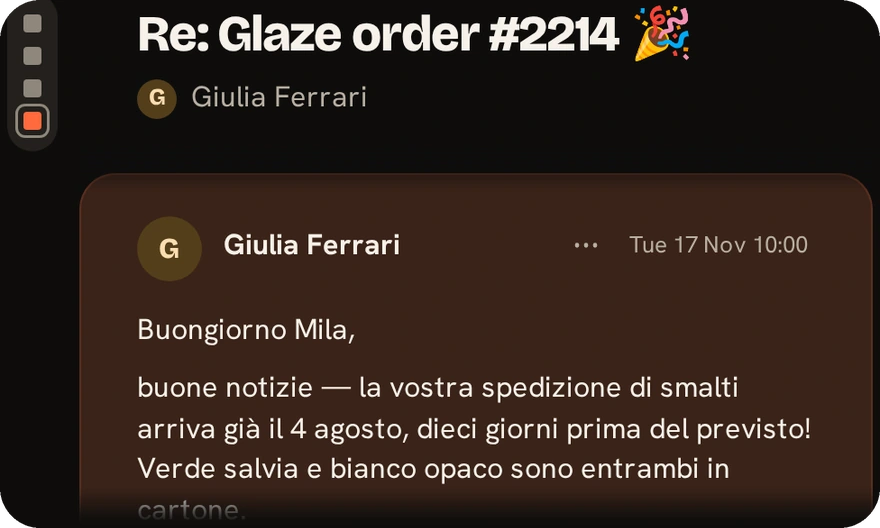 Re: Glaze order #2214 🎉
G Giulia Ferrari
G Giulia Ferrari ••• Tue 17 Nov 10:00
Buongiorno Mila,
buone notizie — la vostra spedizione di smalti
arriva già il 4 agosto, dieci giorni prima del previsto!
Verde salvia e bianco opaco sono entrambi in
cartone.